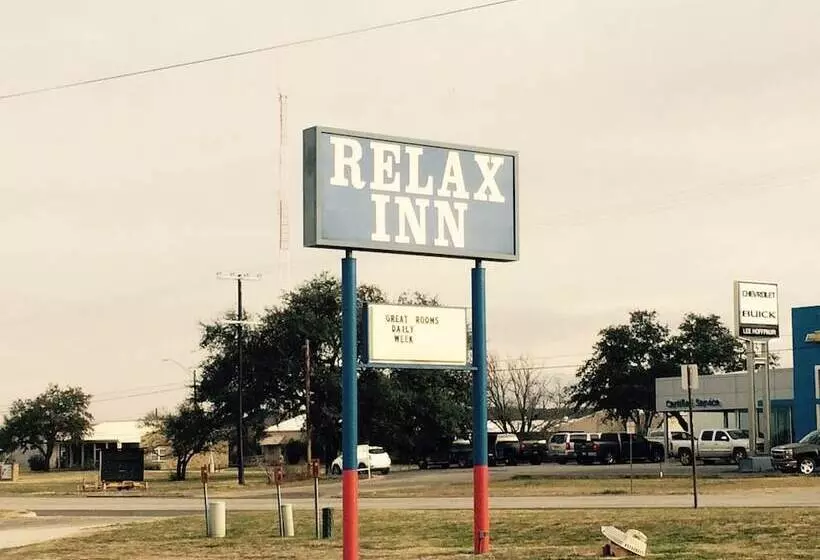 RELAX
INN
GREAT ROOMS
DAILY
WEEK
CHEVROLET
BUICK
LEE HOFFPAUIR
Certified Service